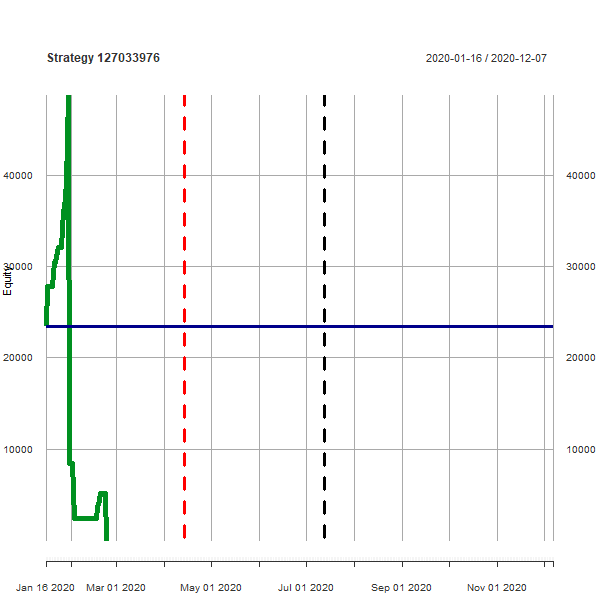 Strategy 127033976
2020-01-16 / 2020-12-07
Equity
40000
40000
30000
30000
20000
20000
10000
10000
Jan 16 2020
Mar 01 2020
May 01 2020
Jul 01 2020
Sep 01 2020
Nov 01 2020